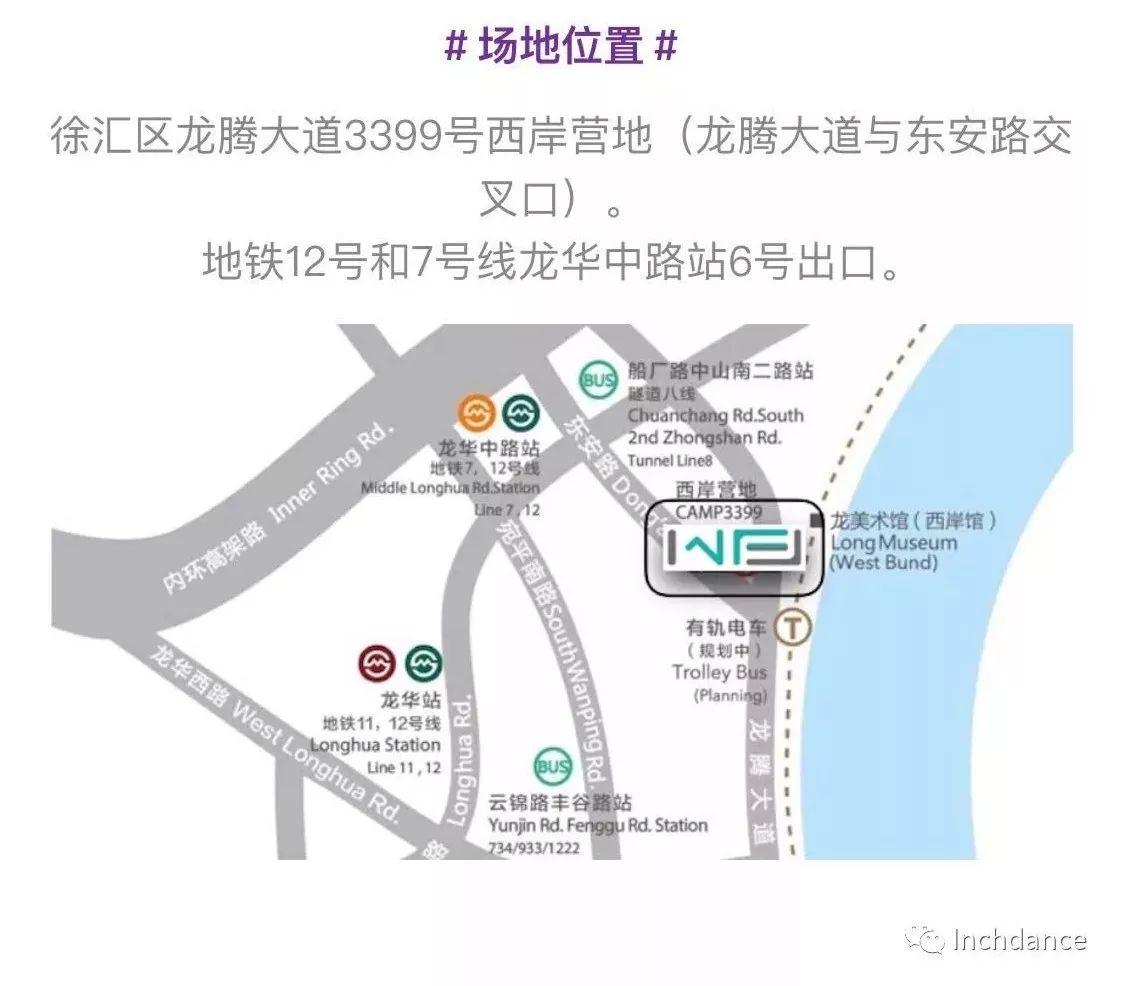 # 场地位置 #
徐汇区龙腾大道3399号西岸营地（龙腾大道与东安路交
叉口）。
地铁12号和7号线龙华中路站6号出口。
BUS
船厂路中山南二路站
隧道八线
Chuanchang Rd.South
2nd Zhongshan Rd.
Tunnel Line8
龙华中路站
地铁7，12号线
Middle Longhua Rd.Station
Line 7 , 12
内环高架路 Inner Ring Rd.
东安路 Dong
西岸营地
CAMP3399
龙美术馆（西岸馆）
Long Museum
(West Bund)
宛平南路 South Wanping Rd.
有轨电车
（规划中）
Trolley Bus
(Planning)
T
龙华站
地铁11，12号线
Longhua Station
Line 11 , 12
龙华西路 West Longhua Rd.
路 Longhua Rd.
BUS
云锦路丰谷路站
Yunjin Rd. Fenggu Rd. Station
734/933/1222
龙腾大道
Inchdance